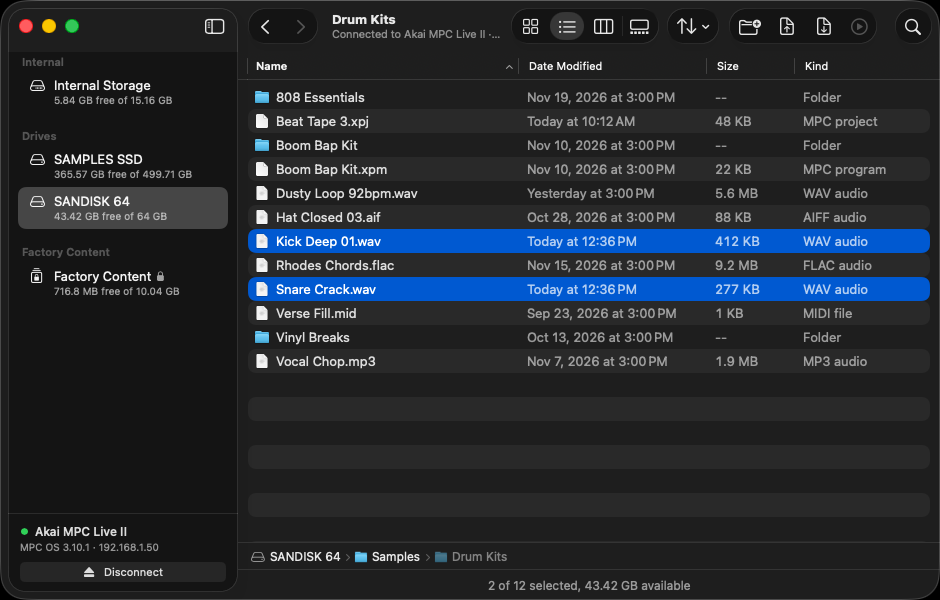 Internal
Internal Storage
5.84 GB free of 15.16 GB
Drives
SAMPLES SSD
365.57 GB free of 499.71 GB
SANDISK 64
43.42 GB free of 64 GB
Factory Content
Factory Content
716.8 MB free of 10.04 GB
Akai MPC Live II
MPC OS 3.10.1 · 192.168.1.50
Disconnect
Drum Kits
Connected to Akai MPC Live II ·...
Name Date Modified Size Kind
808 Essentials Nov 19, 2026 at 3:00 PM -- Folder
Beat Tape 3.xpj Today at 10:12 AM 48 KB MPC project
Boom Bap Kit Nov 10, 2026 at 3:00 PM -- Folder
Boom Bap Kit.xpm Nov 10, 2026 at 3:00 PM 22 KB MPC program
Dusty Loop 92bpm.wav Yesterday at 3:00 PM 5.6 MB WAV audio
Hat Closed 03.aif Oct 28, 2026 at 3:00 PM 88 KB AIFF audio
Kick Deep 01.wav Today at 12:36 PM 412 KB WAV audio
Rhodes Chords.flac Nov 15, 2026 at 3:00 PM 9.2 MB FLAC audio
Snare Crack.wav Today at 12:36 PM 277 KB WAV audio
Verse Fill.mid Sep 23, 2026 at 3:00 PM 1 KB MIDI file
Vinyl Breaks Oct 13, 2026 at 3:00 PM -- Folder
Vocal Chop.mp3 Nov 7, 2026 at 3:00 PM 1.9 MB MP3 audio
SANDISK 64 › Samples › Drum Kits
2 of 12 selected, 43.42 GB available